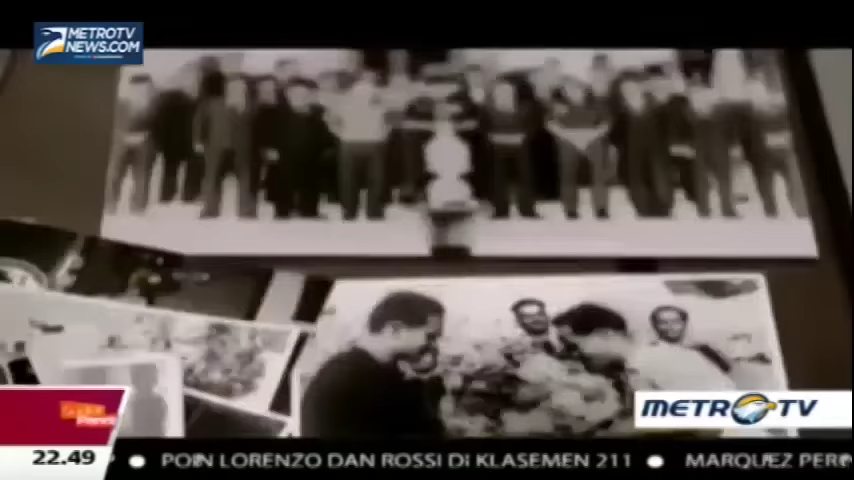 METROTV
NEWS.COM
METROTV
22.49
POIN LORENZO DAN ROSSI DI KLASEMEN 211
MARQUEZ